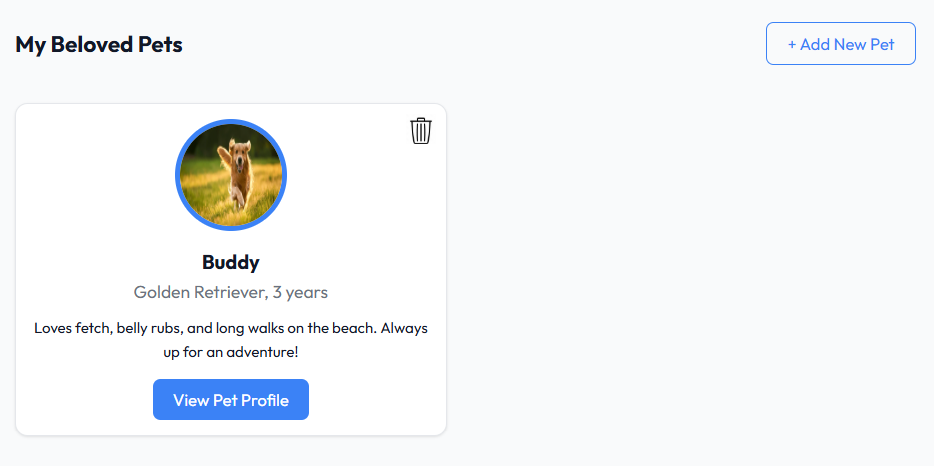 My Beloved Pets
+ Add New Pet
Buddy
Golden Retriever, 3 years
Loves fetch, belly rubs, and long walks on the beach. Always
up for an adventure!
View Pet Profile